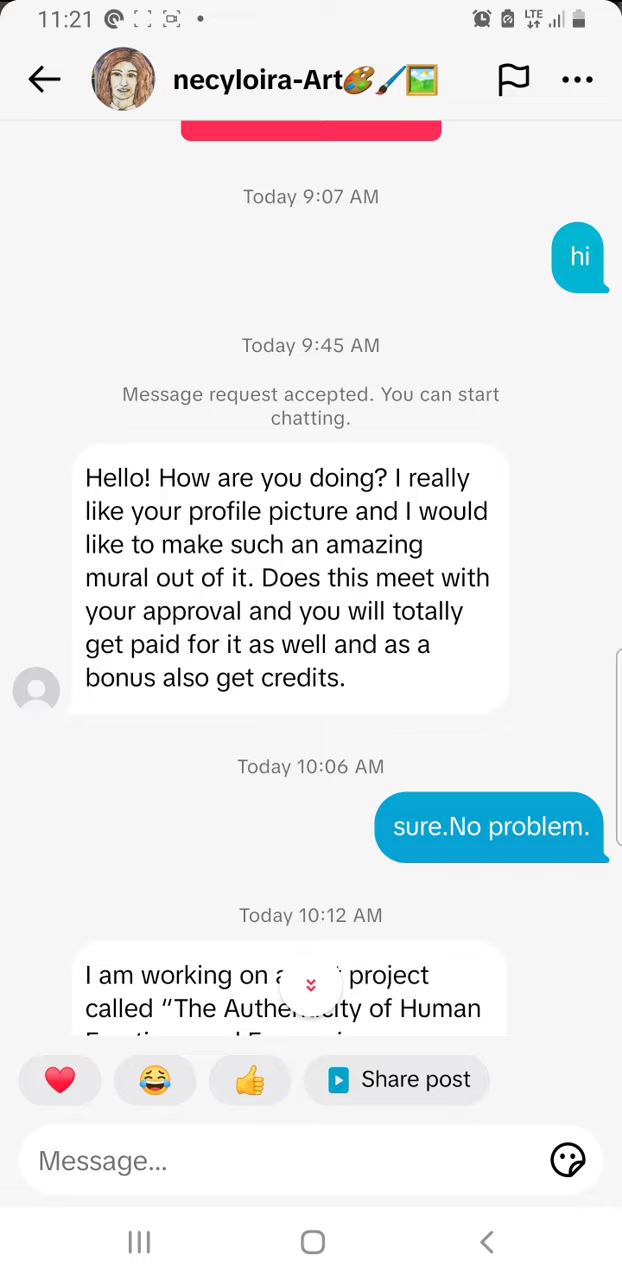 11:21
LTE
necyloira-Art🎨🖌️🖼️
Today 9:07 AM
hi
Today 9:45 AM
Message request accepted. You can start
chatting.
Hello! How are you doing? I really
like your profile picture and I would
like to make such an amazing
mural out of it. Does this meet with
your approval and you will totally
get paid for it as well and as a
bonus also get credits.
Today 10:06 AM
sure.No problem.
Today 10:12 AM
I am working on project
called “The Authenticity of Human
Share post
Message...